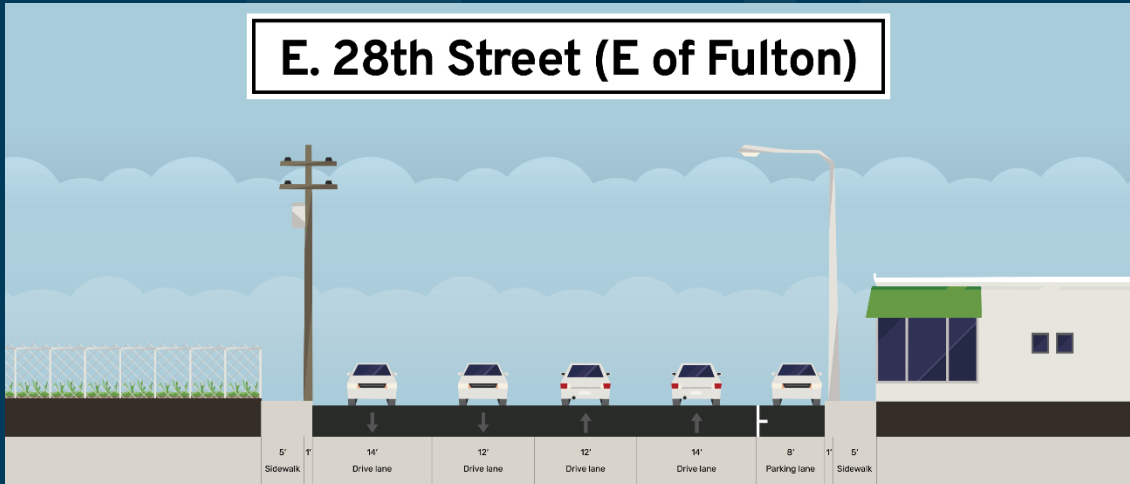 E. 28th Street (E of Fulton)
5' 1' 14' 12' 12' 14' 8' 1' 5'
Sidewalk Drive lane Drive lane Drive lane Drive lane Parking lane Sidewalk